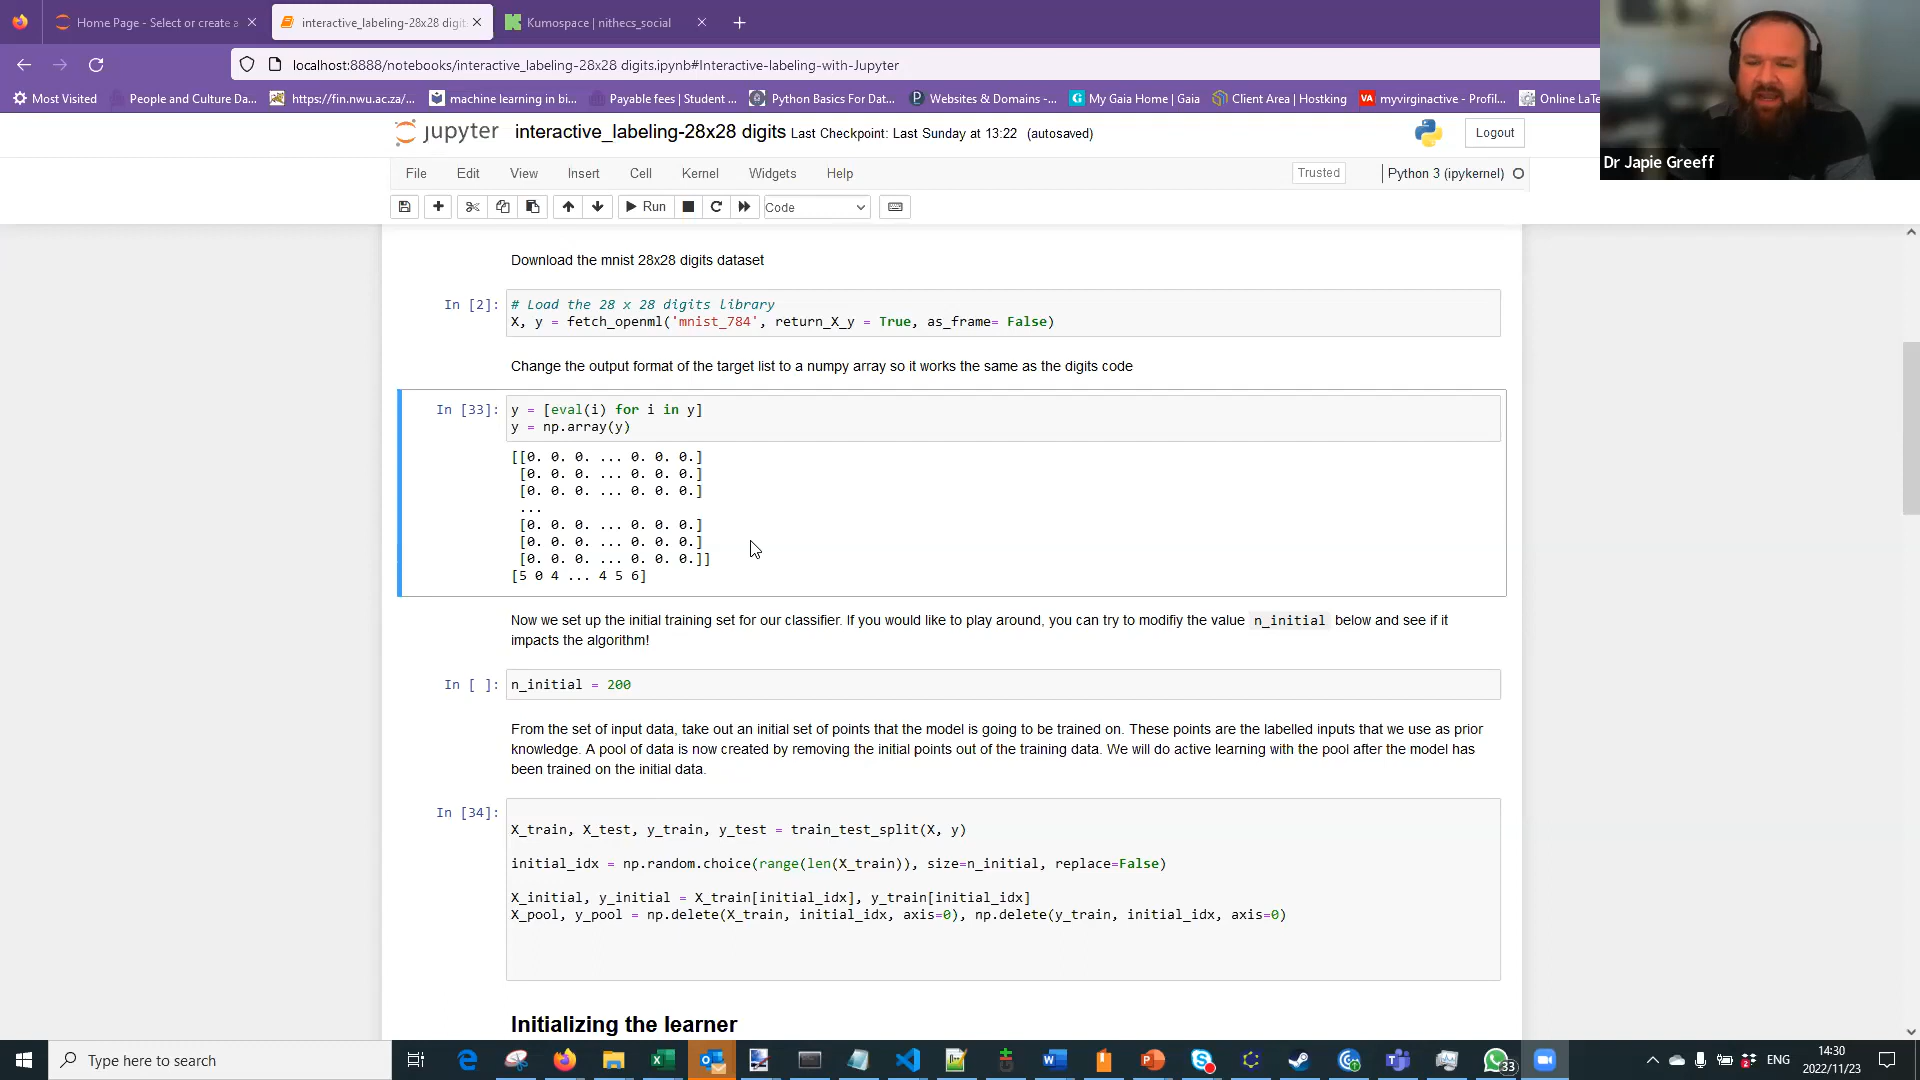 Home Page - Select or create a
interactive_labeling-28x28 digit
Kumospace | nithecs_social
localhost:8888/notebooks/interactive_labeling-28x28 digits.ipynb#Interactive-labeling-with-Jupyter
Most Visited
People and Culture Da...
https://fin.nwu.ac.za/...
machine learning in bi...
Payable fees | Student ...
Python Basics For Dat...
Websites & Domains -...
My Gaia Home | Gaia
Client Area | Hostking
VA
myvirginactive - Profil...
Online LaTe
Dr Japie Greeff
jupyter interactive_labeling-28x28 digits Last Checkpoint: Last Sunday at 13:22 (autosaved)
Logout
File Edit View Insert Cell Kernel Widgets Help
Trusted
Python 3 (ipykernel)
Run
Code
Download the mnist 28x28 digits dataset
In [2]:
# Load the 28 x 28 digits library
X, y = fetch_openml('mnist_784', return_X_y = True, as_frame= False)
Change the output format of the target list to a numpy array so it works the same as the digits code
In [33]:
y = [eval(i) for i in y]
y = np.array(y)
[[0. 0. 0. ... 0. 0. 0.]
[0. 0. 0. ... 0. 0. 0.]
[0. 0. 0. ... 0. 0. 0.]
...
[0. 0. 0. ... 0. 0. 0.]
[0. 0. 0. ... 0. 0. 0.]
[0. 0. 0. ... 0. 0. 0.]]
[5 0 4 ... 4 5 6]
Now we set up the initial training set for our classifier. If you would like to play around, you can try to modifiy the value n_initial below and see if it
impacts the algorithm!
In [ ]:
n_initial = 200
From the set of input data, take out an initial set of points that the model is going to be trained on. These points are the labelled inputs that we use as prior
knowledge. A pool of data is now created by removing the initial points out of the training data. We will do active learning with the pool after the model has
been trained on the initial data.
In [34]:
X_train, X_test, y_train, y_test = train_test_split(X, y)
initial_idx = np.random.choice(range(len(X_train)), size=n_initial, replace=False)
X_initial, y_initial = X_train[initial_idx], y_train[initial_idx]
X_pool, y_pool = np.delete(X_train, initial_idx, axis=0), np.delete(y_train, initial_idx, axis=0)
Initializing the learner
Type here to search
33
ENG
14:30
2022/11/23